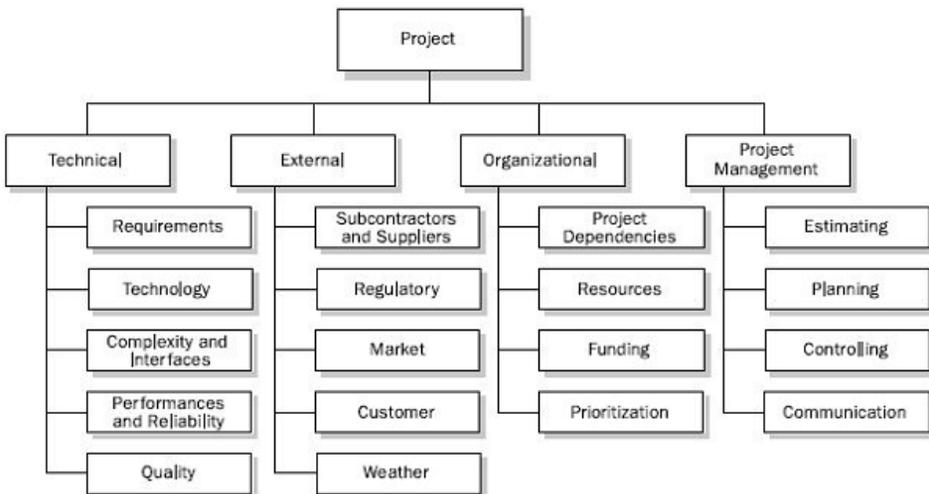 Project
Technical
External
Organizational
Project
Management
Requirements
Technology
Complexity and
Interfaces
Performances
and Reliability
Quality
Subcontractors
and Suppliers
Regulatory
Market
Customer
Weather
Project
Dependencies
Resources
Funding
Prioritization
Estimating
Planning
Controlling
Communication